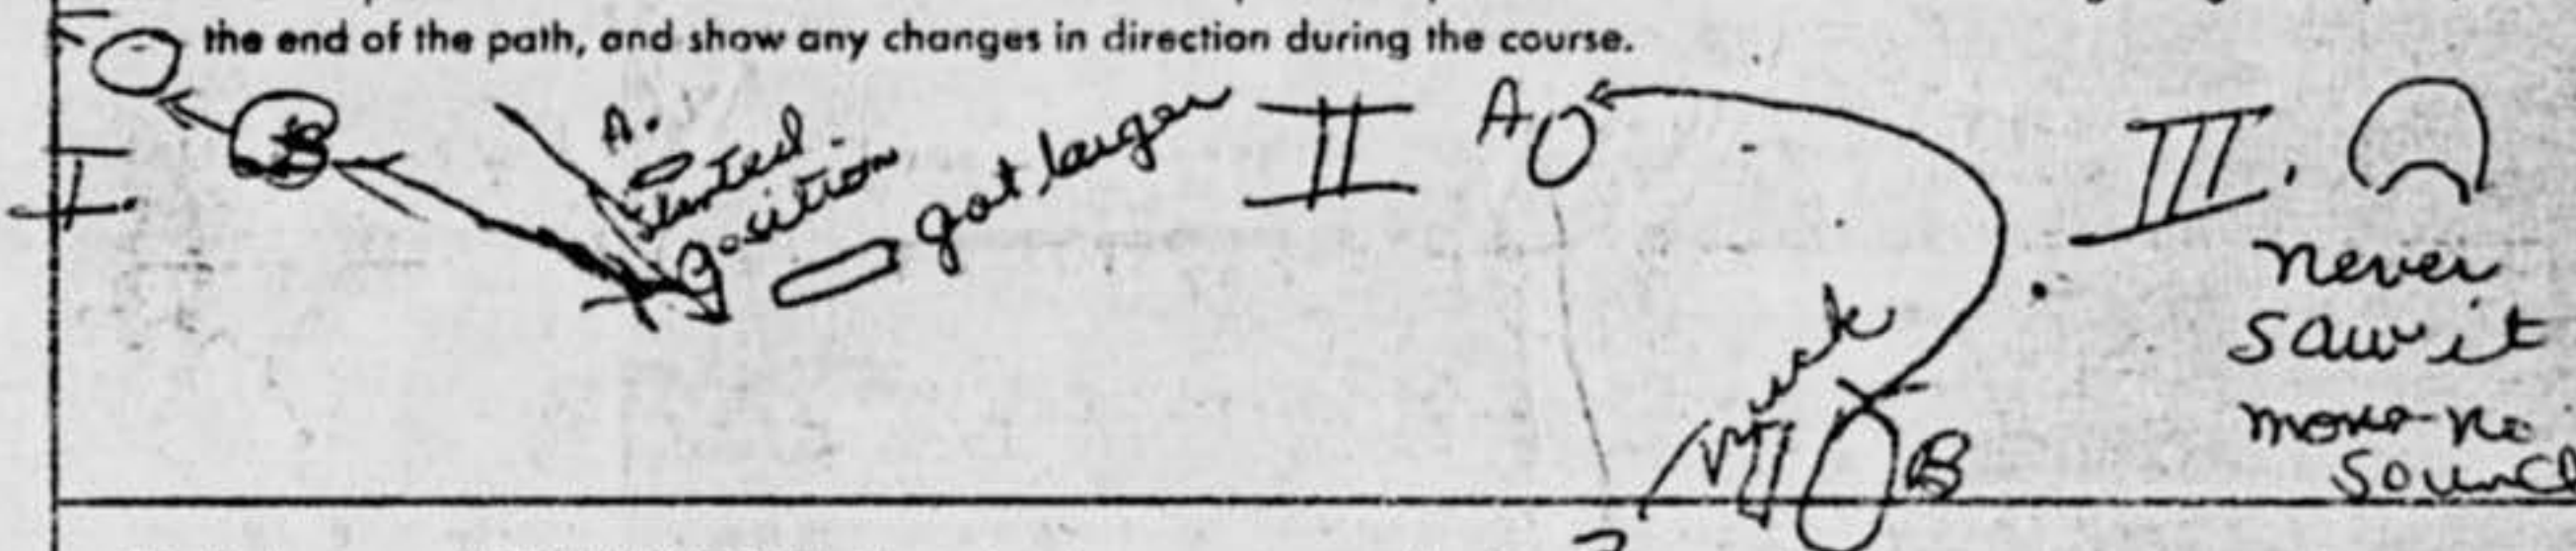 the end of the path, and show any changes in direction during the course.
I.
B
A.
slanted
position
got larger
II
A
B
III.
never
saw it
move - no
sound